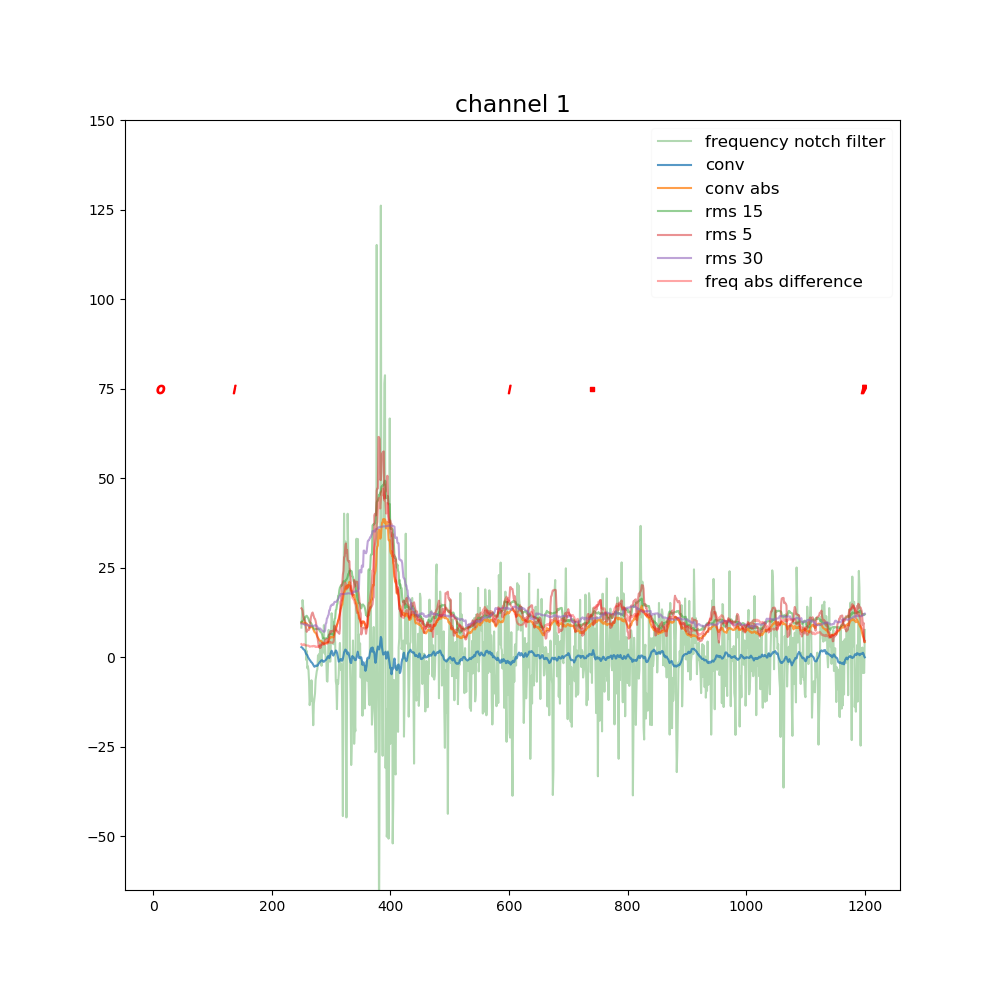 channel 1
150
125
100
75
50
25
0
−25
−50
0 200 400 600 800 1000 1200
frequency notch filter
conv
conv abs
rms 15
rms 5
rms 30
freq abs difference